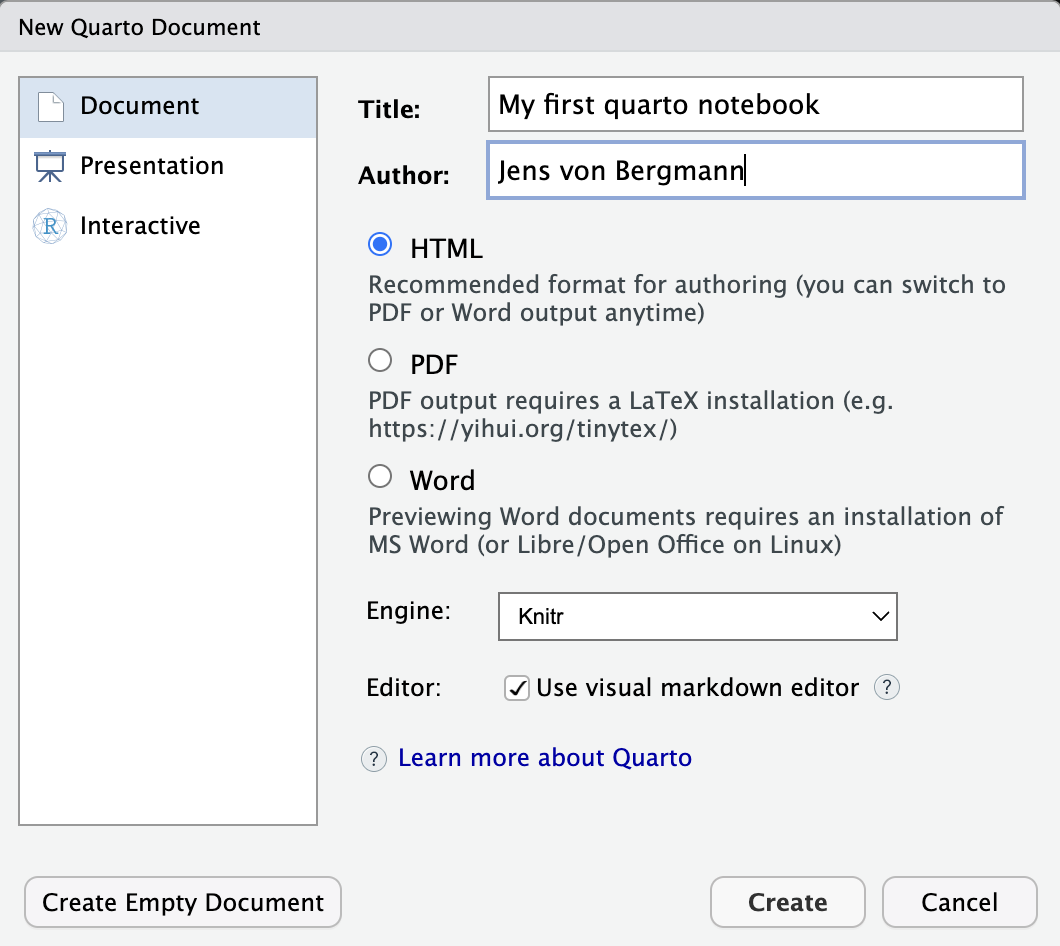 New Quarto Document
Document
Presentation
R Interactive
Title: My first quarto notebook
Author: Jens von Bergmann
HTML
Recommended format for authoring (you can switch to
PDF or Word output anytime)
PDF
PDF output requires a LaTeX installation (e.g.
https://yihui.org/tinytex/)
Word
Previewing Word documents requires an installation of
MS Word (or Libre/Open Office on Linux)
Engine: Knitr
Editor: Use visual markdown editor ?
? Learn more about Quarto
Create Empty Document Create Cancel